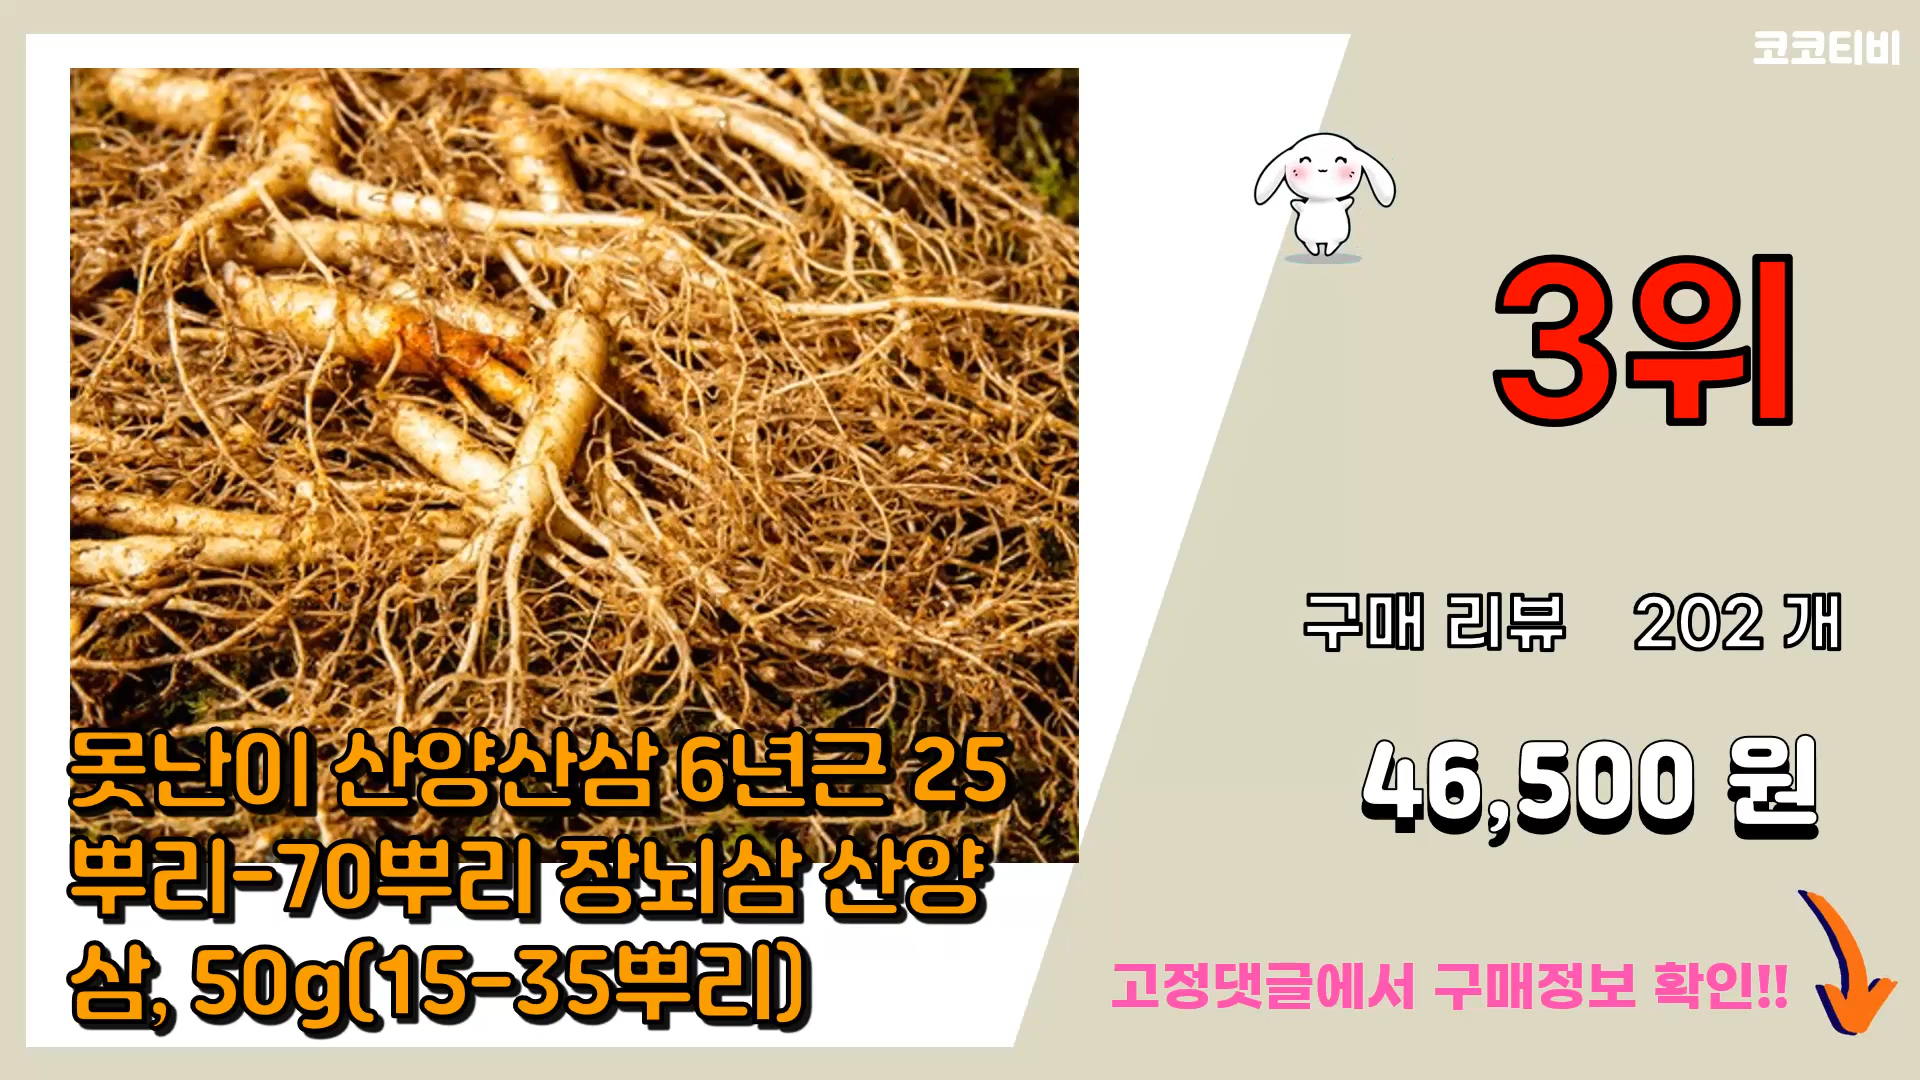 코코티비
3위
구매 리뷰 202 개
46,500 원
못난이 산양산삼 6년근 25
뿌리-70뿌리 장뇌삼 산양
삼, 50g(15-35뿌리)
고정댓글에서 구매정보 확인!!